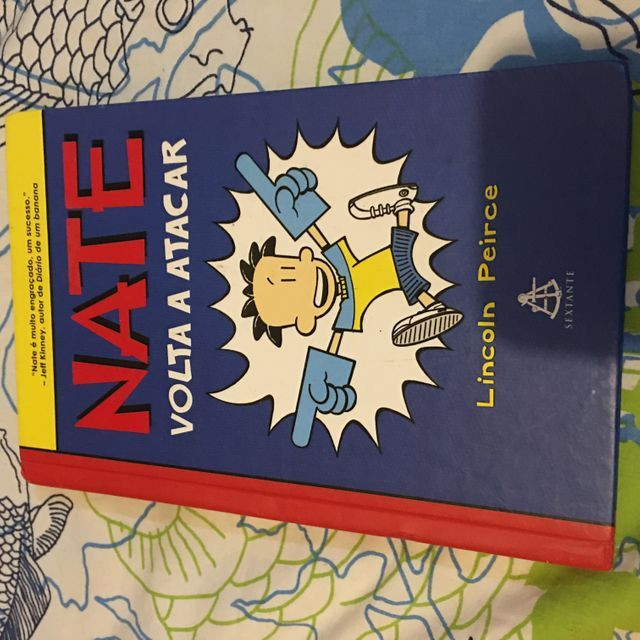 "Nate é muito engraçado, um sucesso."
– Jeff Kinney, autor de Diário de um banana
NATE
VOLTA A ATACAR
Lincoln Peirce
SEXTANTE